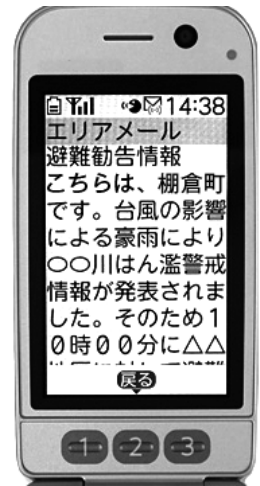 14:38
エリアメール
避難勧告情報
こちらは、棚倉町
です。台風の影響
による豪雨により
○○川はん濫警戒
情報が発表されま
した。そのため1
0時00分に△△
戻る
1 2 3